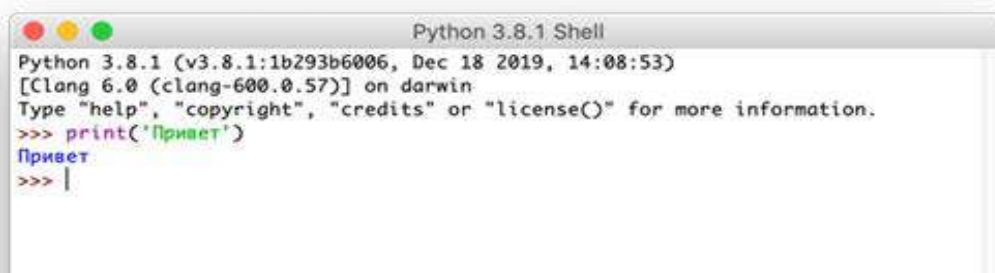 Python 3.8.1 Shell
Python 3.8.1 (v3.8.1:1b293b6006, Dec 18 2019, 14:08:53)
[Clang 6.0 (clang-600.0.57)] on darwin
Type "help", "copyright", "credits" or "license()" for more information.
>>> print('Привет')
Привет
>>>